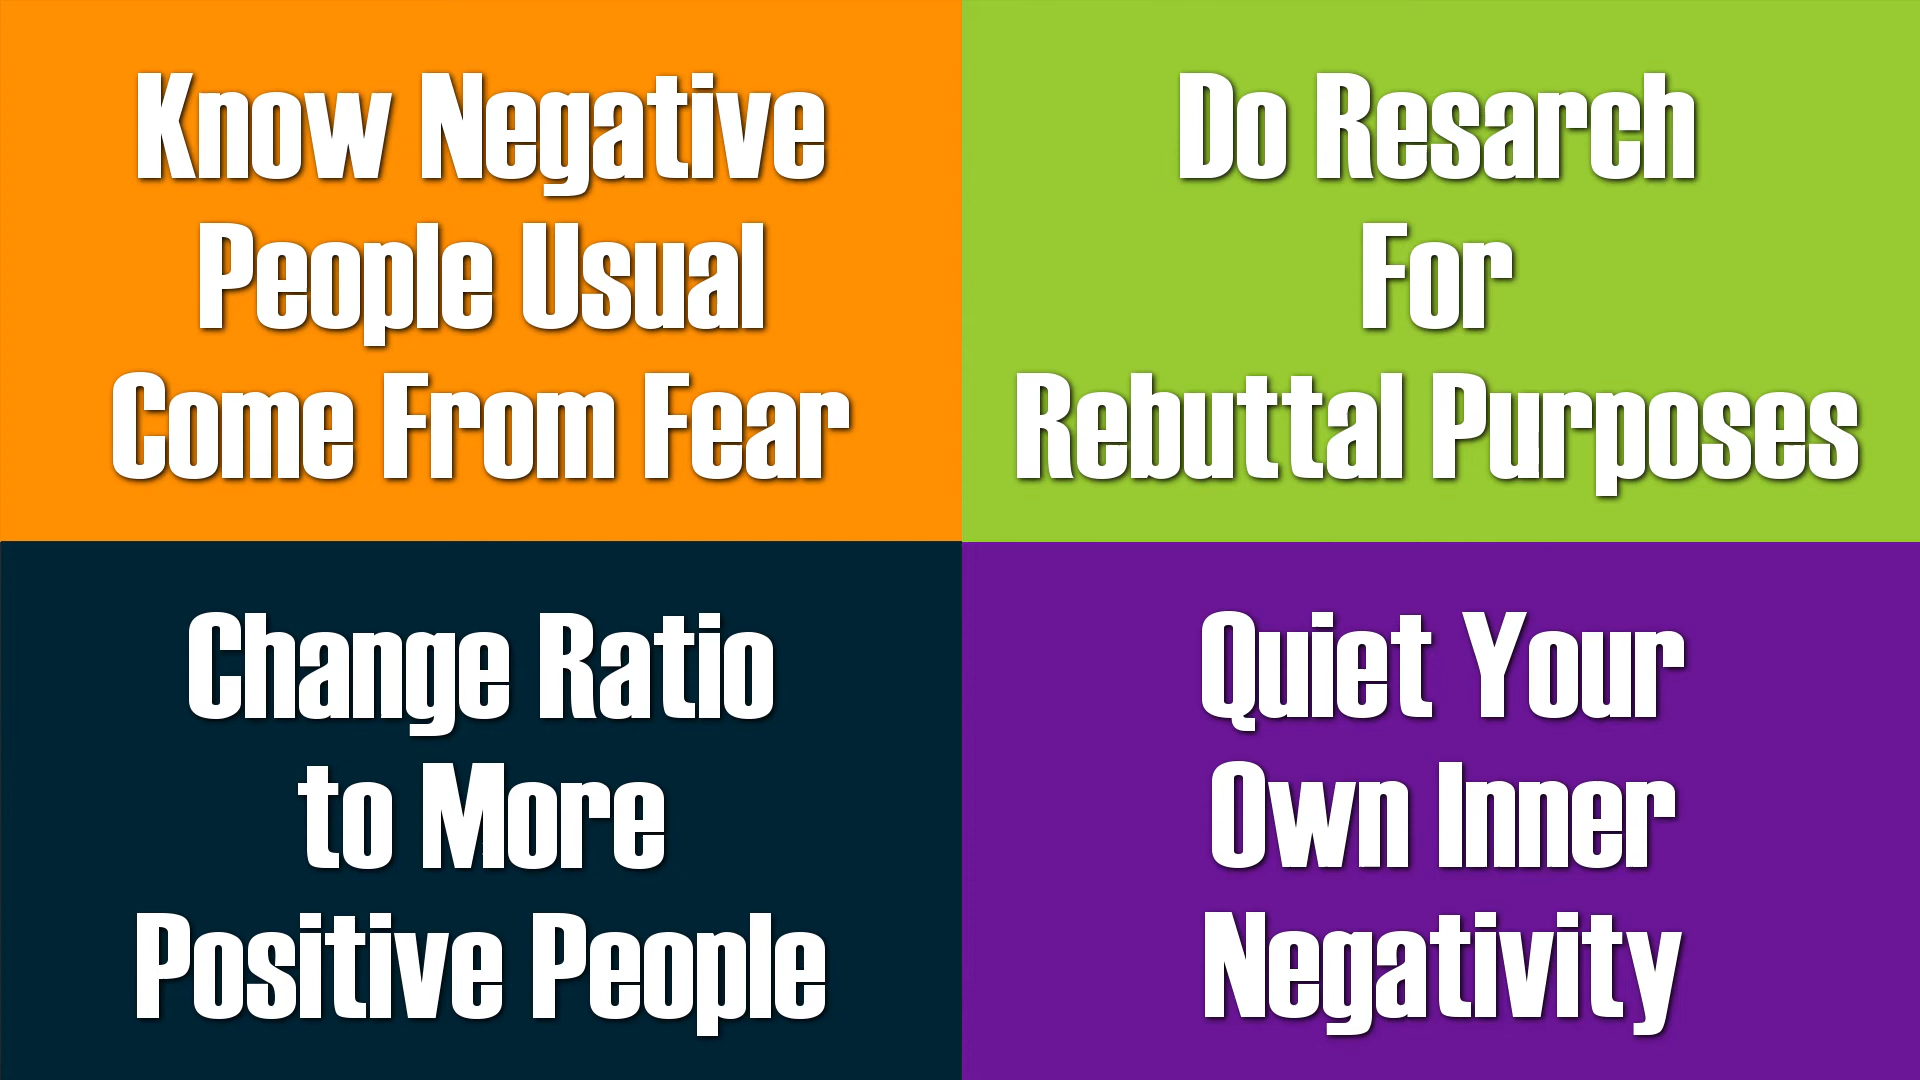 Know Negative
People Usual
Come From Fear
Do Resarch
For
Rebuttal Purposes
Change Ratio
to More
Positive People
Quiet Your
Own Inner
Negativity